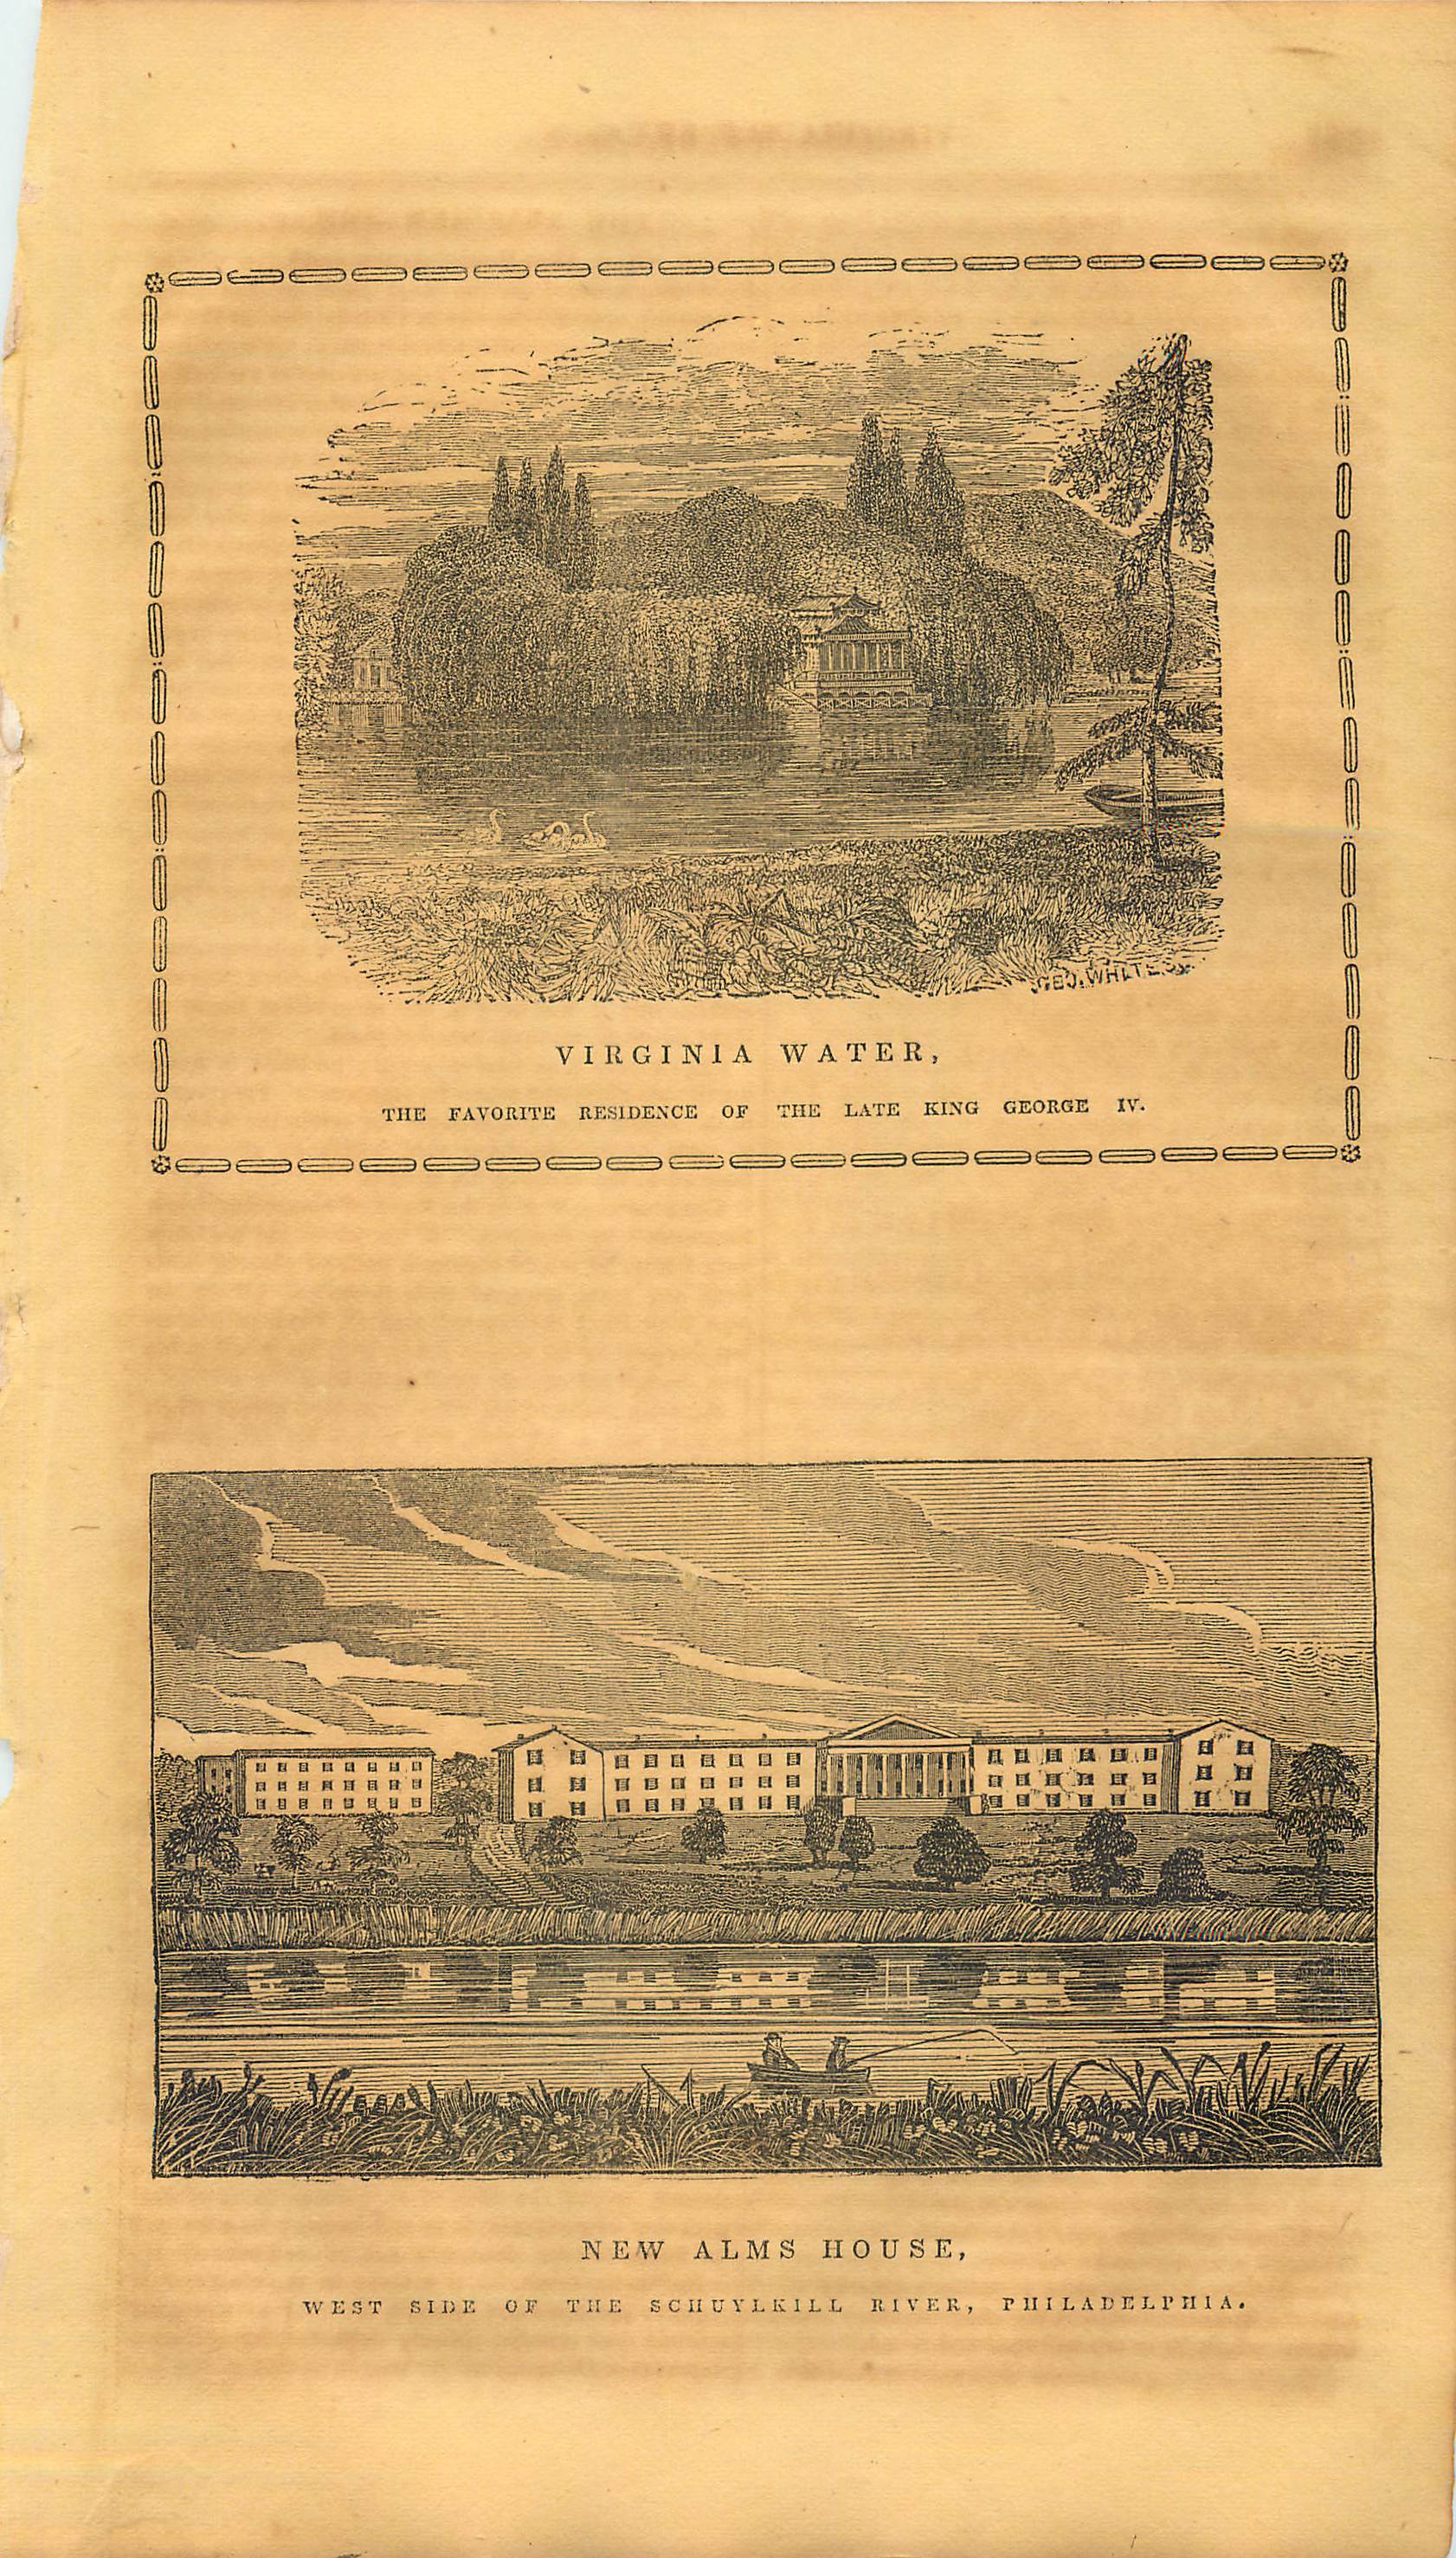 GEO. WHITE. Sc
VIRGINIA WATER,
THE FAVORITE RESIDENCE OF THE LATE KING GEORGE IV.
NEW ALMS HOUSE,
WEST SIDE OF THE SCHUYLKILL RIVER, PHILADELPHIA.